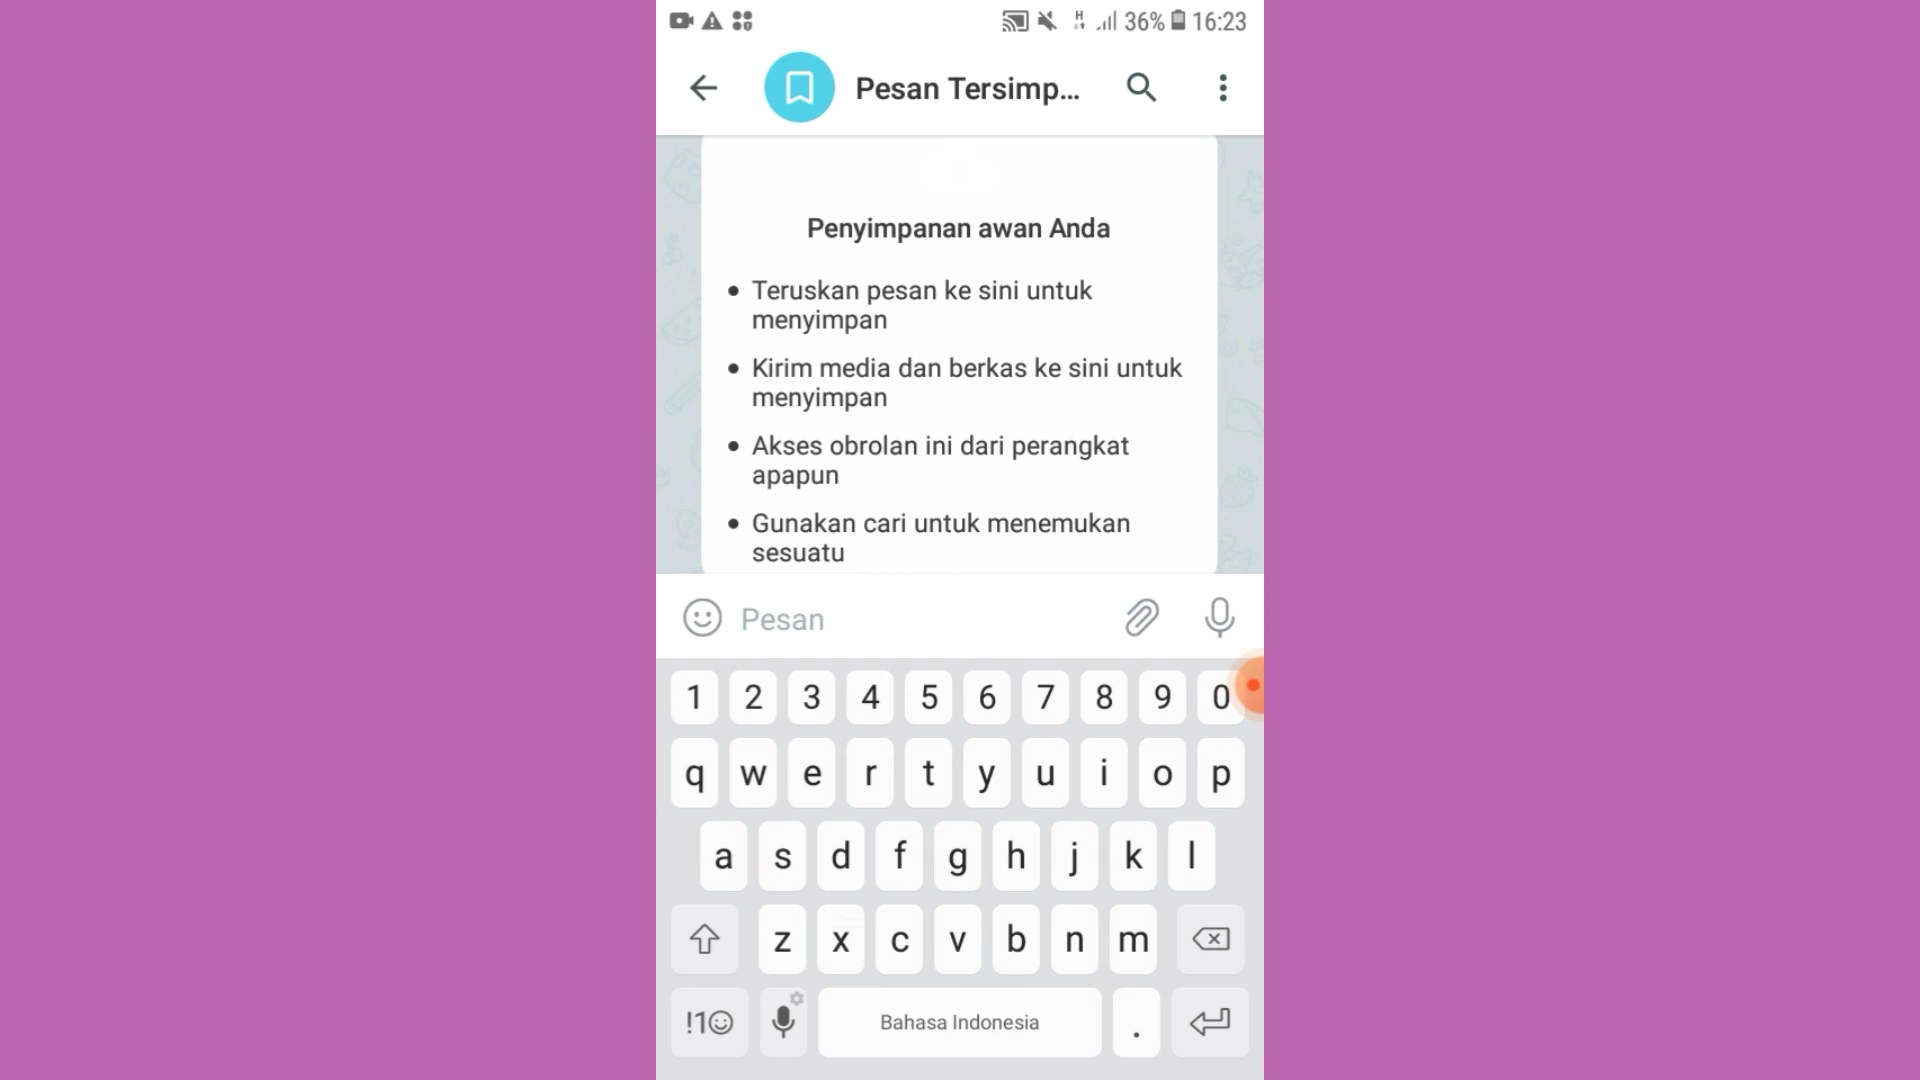 36% 16:23
Pesan Tersimp...
Penyimpanan awan Anda
• Teruskan pesan ke sini untuk
menyimpan
• Kirim media dan berkas ke sini untuk
menyimpan
• Akses obrolan ini dari perangkat
apapun
• Gunakan cari untuk menemukan
sesuatu
Pesan
1 2 3 4 5 6 7 8 9 0
q w e r t y u i o p
a s d f g h j k l
z x c v b n m
!1☺ Bahasa Indonesia .